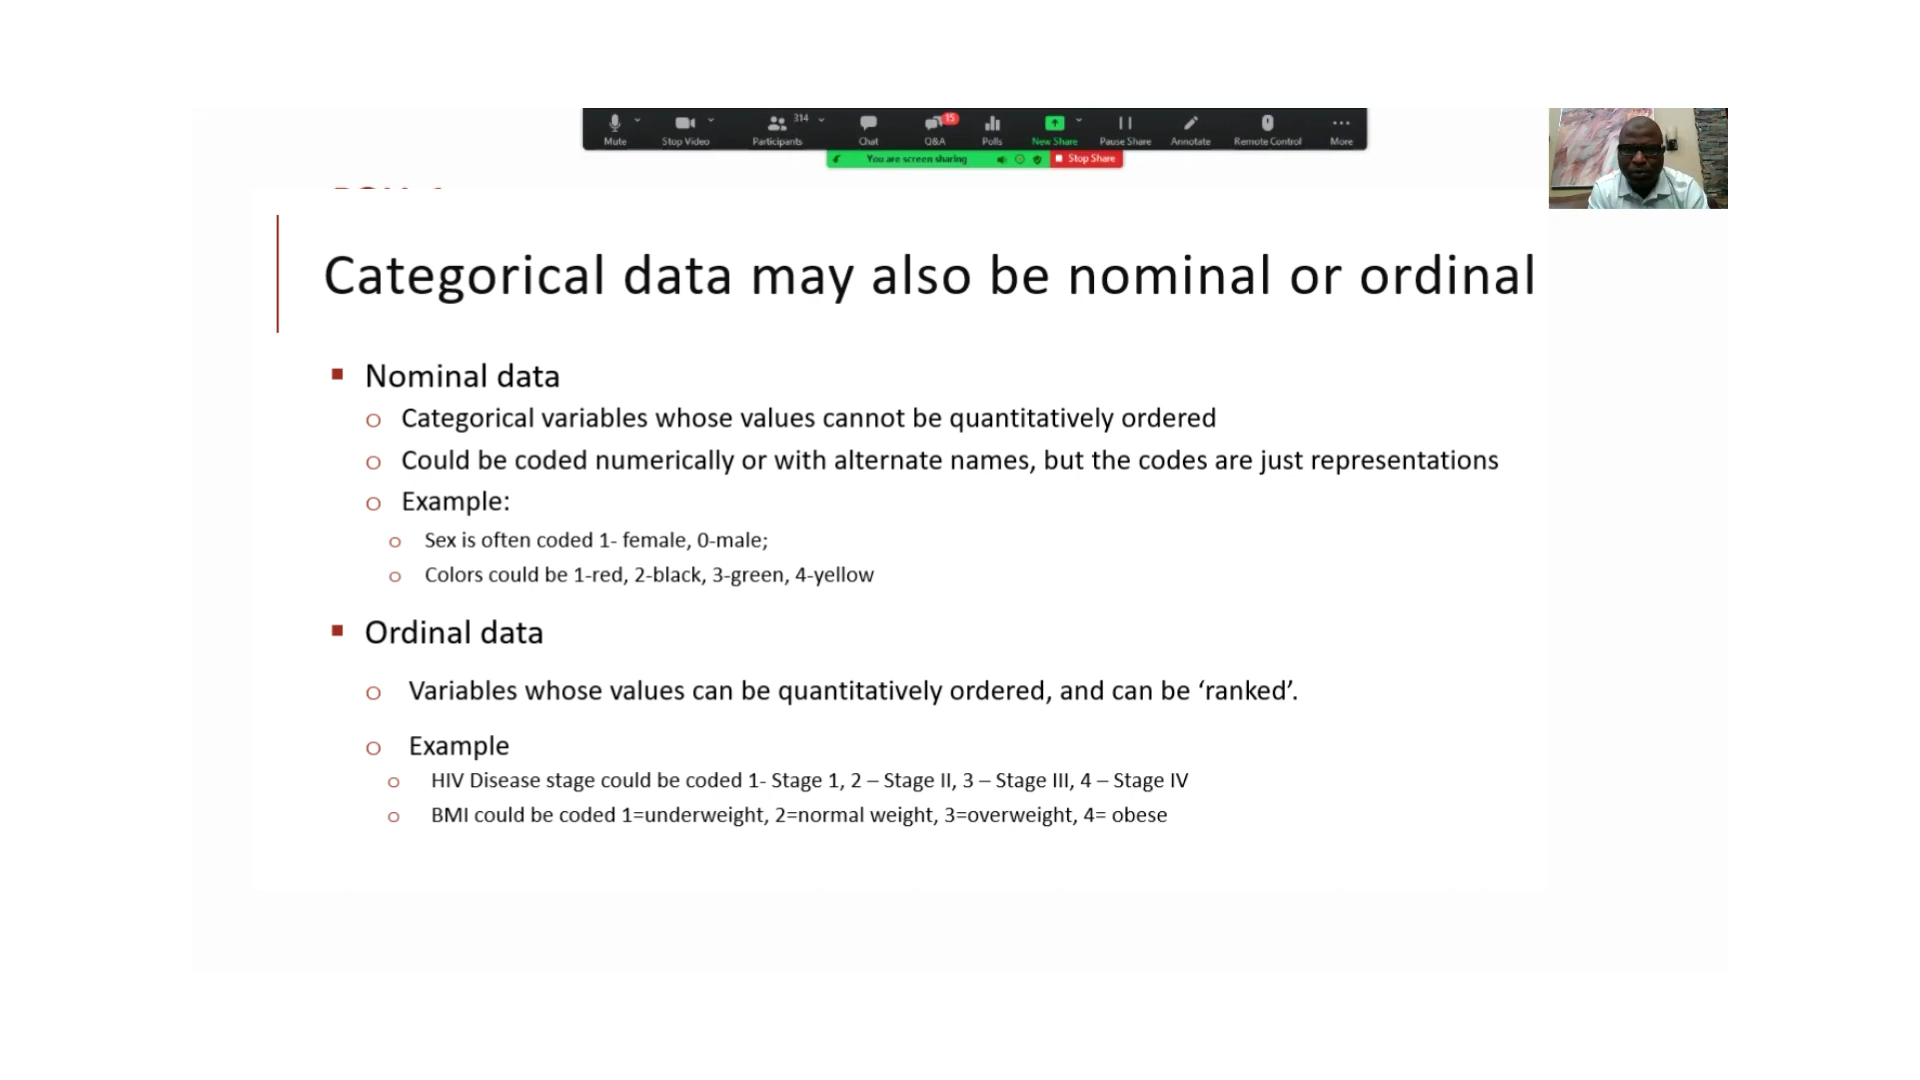 314
15
Mute
Stop Video
Participants
Chat
Q&A
Polls
New Share
Pause Share
Annotate
Remote Control
More
You are screen sharing
Stop Share
Categorical data may also be nominal or ordinal
Nominal data
Categorical variables whose values cannot be quantitatively ordered
Could be coded numerically or with alternate names, but the codes are just representations
Example:
Sex is often coded 1- female, 0-male;
Colors could be 1-red, 2-black, 3-green, 4-yellow
Ordinal data
Variables whose values can be quantitatively ordered, and can be ‘ranked’.
Example
HIV Disease stage could be coded 1- Stage 1, 2 – Stage II, 3 – Stage III, 4 – Stage IV
BMI could be coded 1=underweight, 2=normal weight, 3=overweight, 4= obese